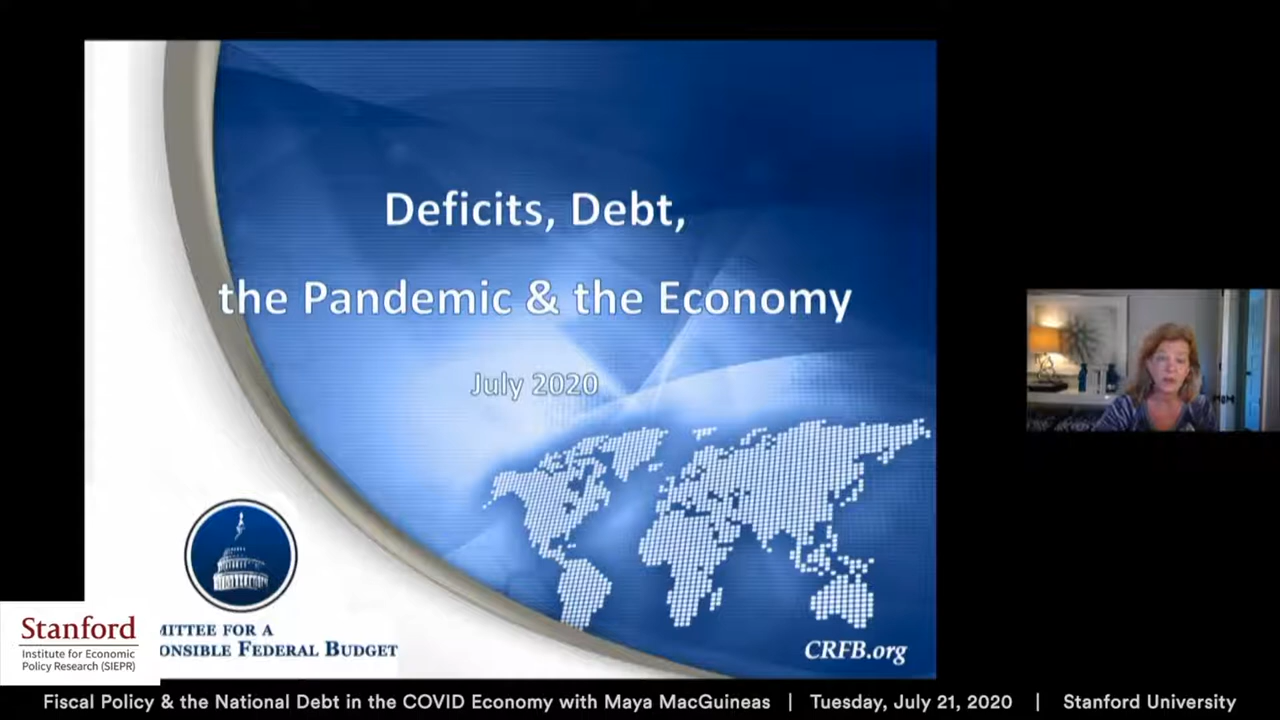 Deficits, Debt,
the Pandemic & the Economy
July 2020
MITTEE FOR A
ONSIBLE FEDERAL BUDGET
CRFB.org
Stanford
Institute for Economic
Policy Research (SIEPR)
Fiscal Policy & the National Debt in the COVID Economy with Maya MacGuineas | Tuesday, July 21, 2020 | Stanford University